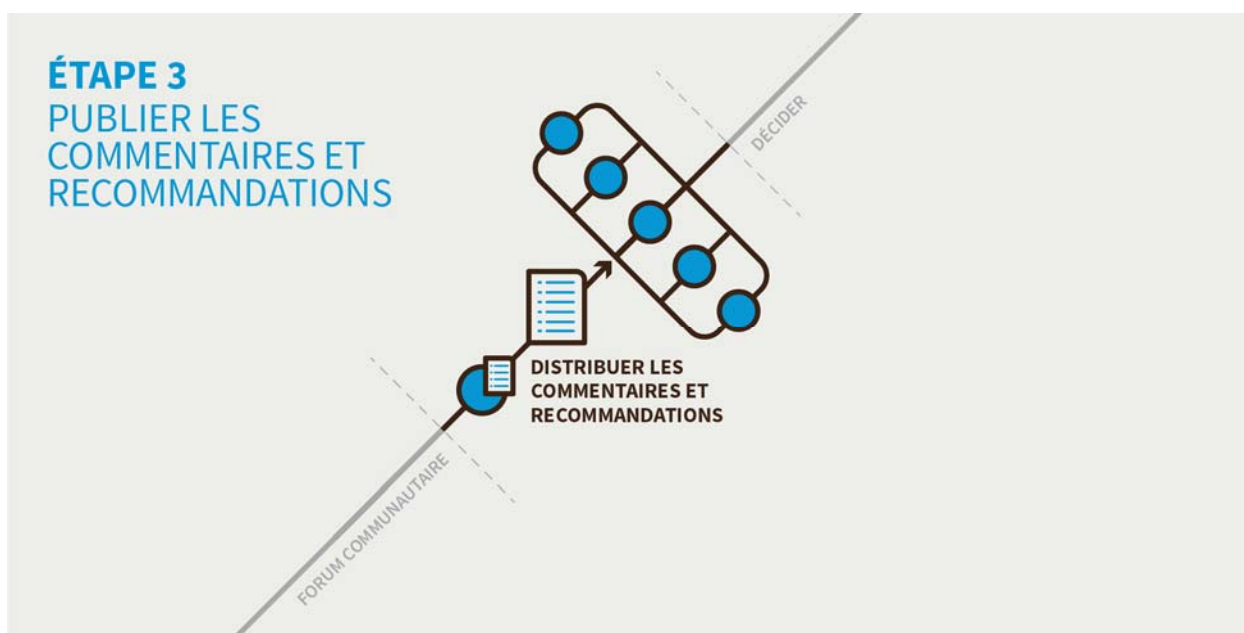 ÉTAPE 3
PUBLIER LES
COMMENTAIRES ET
RECOMMANDATIONS
DÉCIDER
DISTRIBUER LES
COMMENTAIRES ET
RECOMMANDATIONS
FORUM COMMUNAUTAIRE